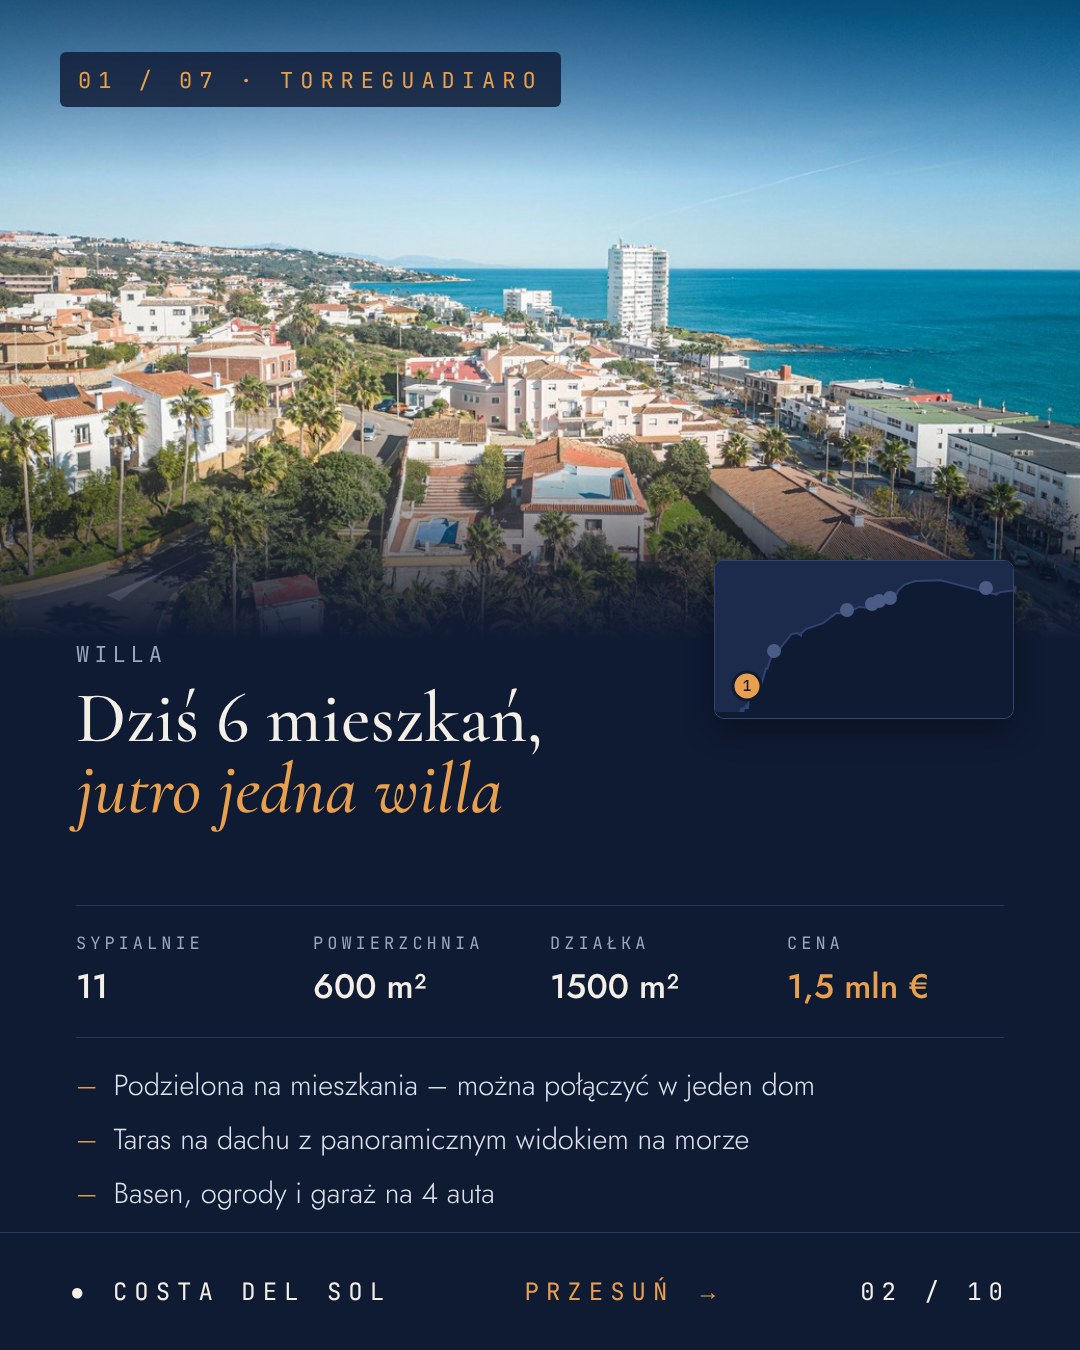 01 / 07 · TORREGUADIARO
1
WILLA
Dziś 6 mieszkań,
jutro jedna willa
SYPIALNIE POWIERZCHNIA DZIAŁKA CENA
11 600 m² 1500 m² 1,5 mln €
— Podzielona na mieszkania – można połączyć w jeden dom
— Taras na dachu z panoramicznym widokiem na morze
— Basen, ogrody i garaż na 4 auta
• COSTA DEL SOL PRZESUŃ → 02 / 10